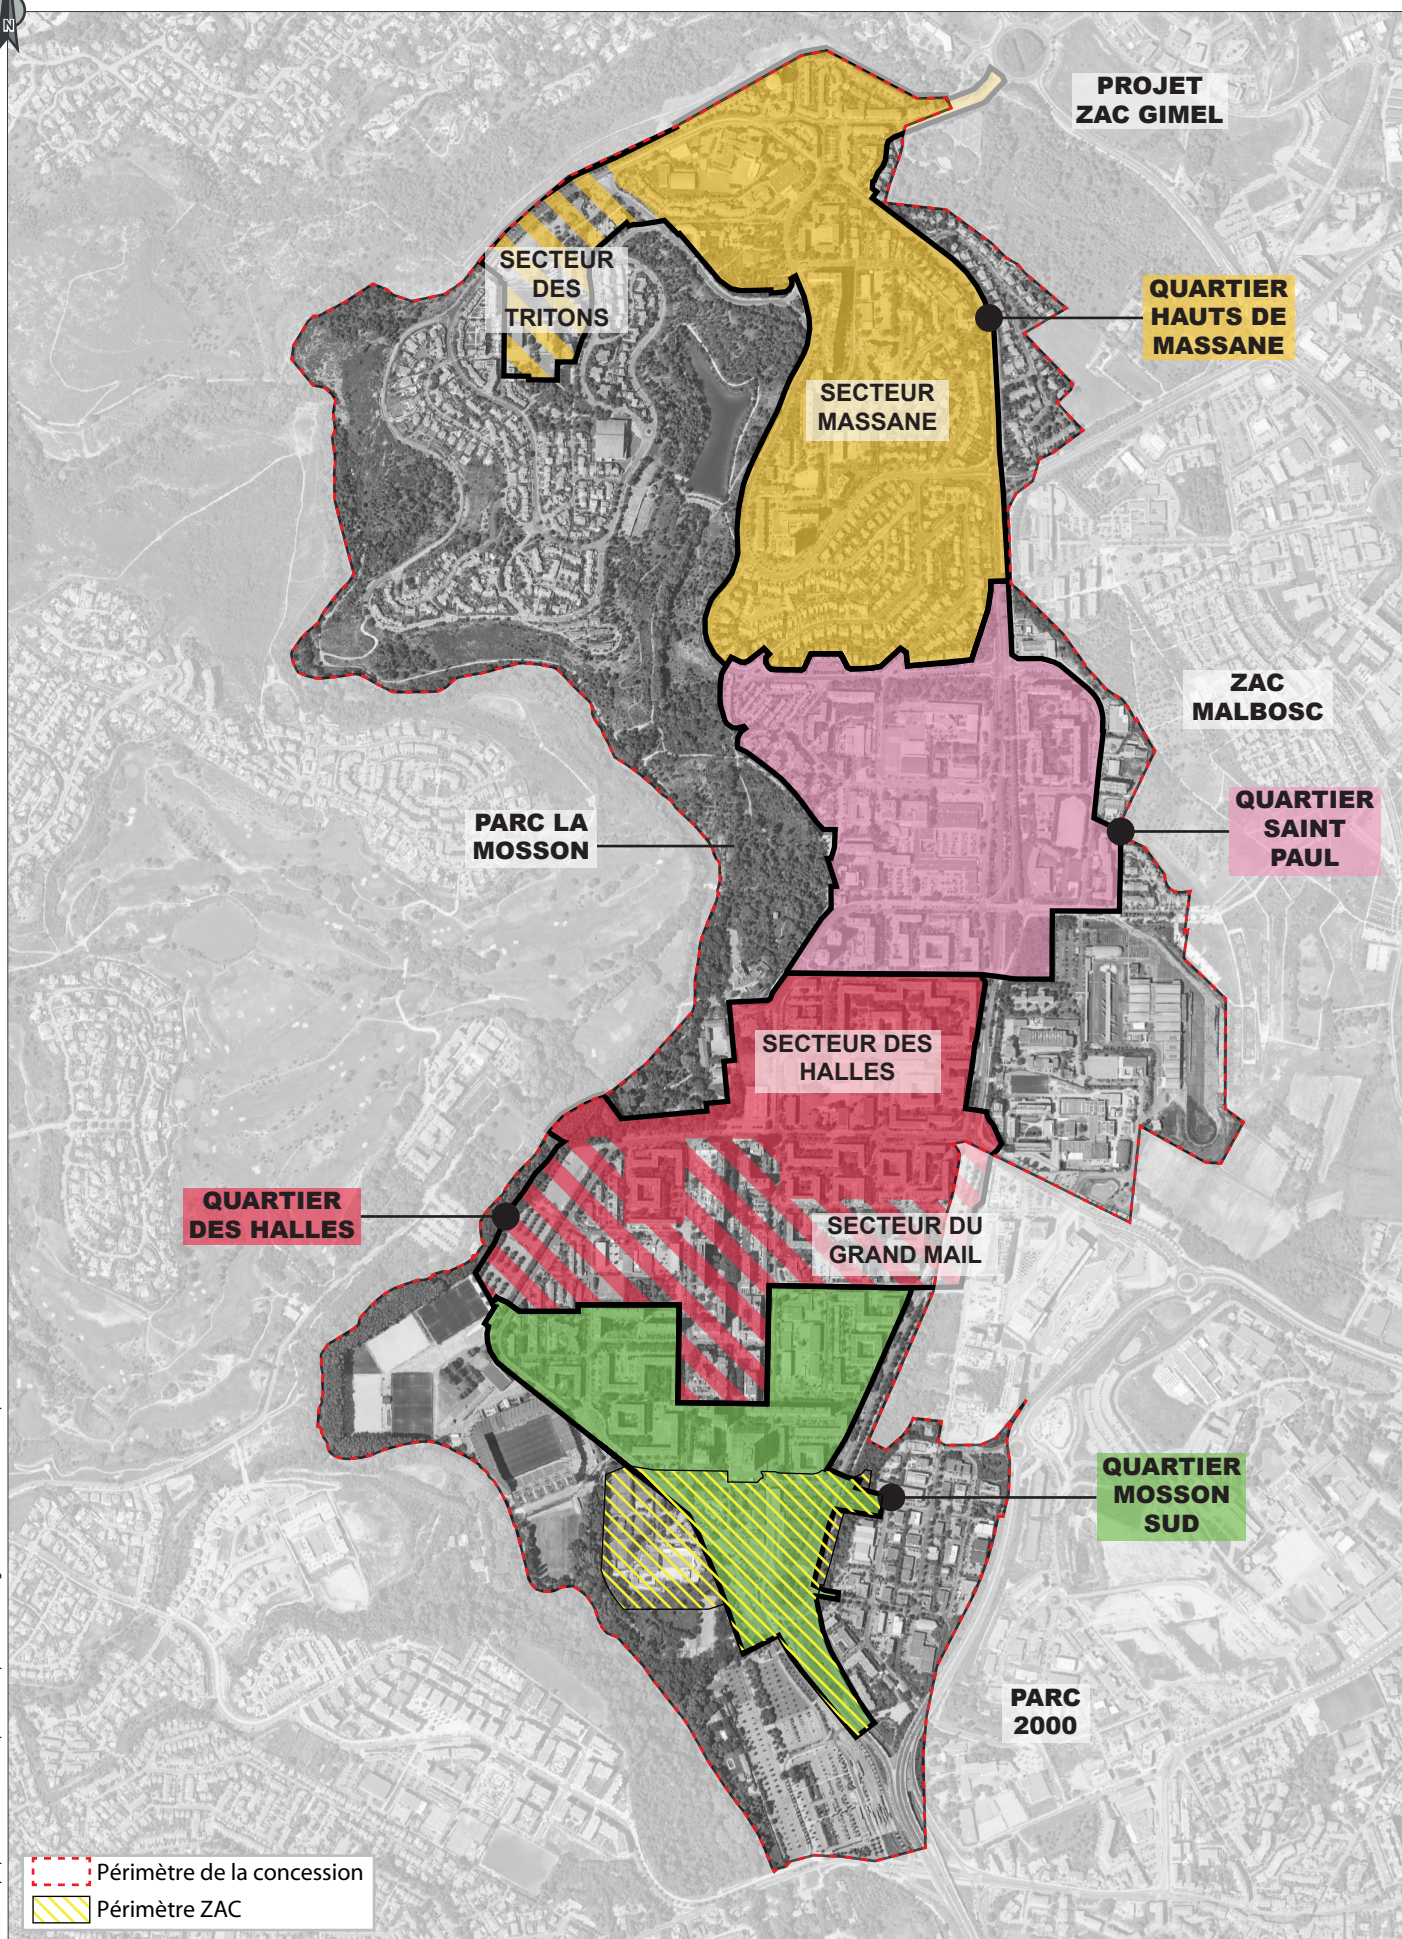 N
PROJET
ZAC GIMEL
SECTEUR
DES
TRITONS
QUARTIER
HAUTS DE
MASSANE
SECTEUR
MASSANE
ZAC
MALBOSC
QUARTIER
SAINT
PAUL
PARC LA
MOSSON
SECTEUR DES
HALLES
QUARTIER
DES HALLES
SECTEUR DU
GRAND MAIL
QUARTIER
MOSSON
SUD
PARC
2000
Périmètre de la concession
Périmètre ZAC